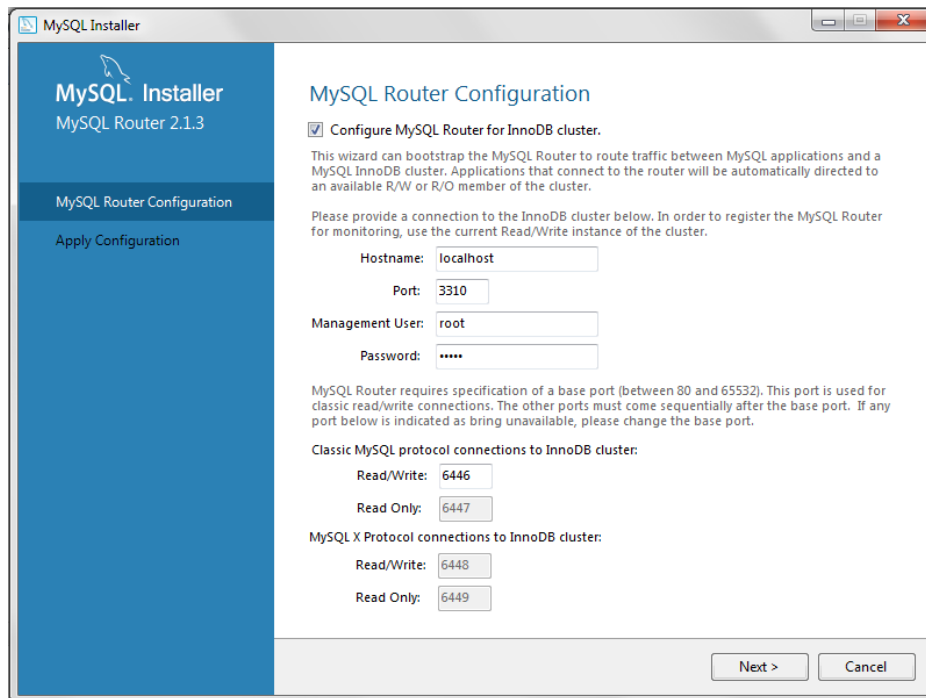 MySQL Installer
MySQL. Installer
MySQL Router 2.1.3
MySQL Router Configuration
Apply Configuration
MySQL Router Configuration
Configure MySQL Router for InnoDB cluster.
This wizard can bootstrap the MySQL Router to route traffic between MySQL applications and a
MySQL InnoDB cluster. Applications that connect to the router will be automatically directed to
an available R/W or R/O member of the cluster.
Please provide a connection to the InnoDB cluster below. In order to register the MySQL Router
for monitoring, use the current Read/Write instance of the cluster.
Hostname: localhost
Port: 3310
Management User: root
Password: •••••
MySQL Router requires specification of a base port (between 80 and 65532). This port is used for
classic read/write connections. The other ports must come sequentially after the base port. If any
port below is indicated as bring unavailable, please change the base port.
Classic MySQL protocol connections to InnoDB cluster:
Read/Write: 6446
Read Only: 6447
MySQL X Protocol connections to InnoDB cluster:
Read/Write: 6448
Read Only: 6449
Next > Cancel